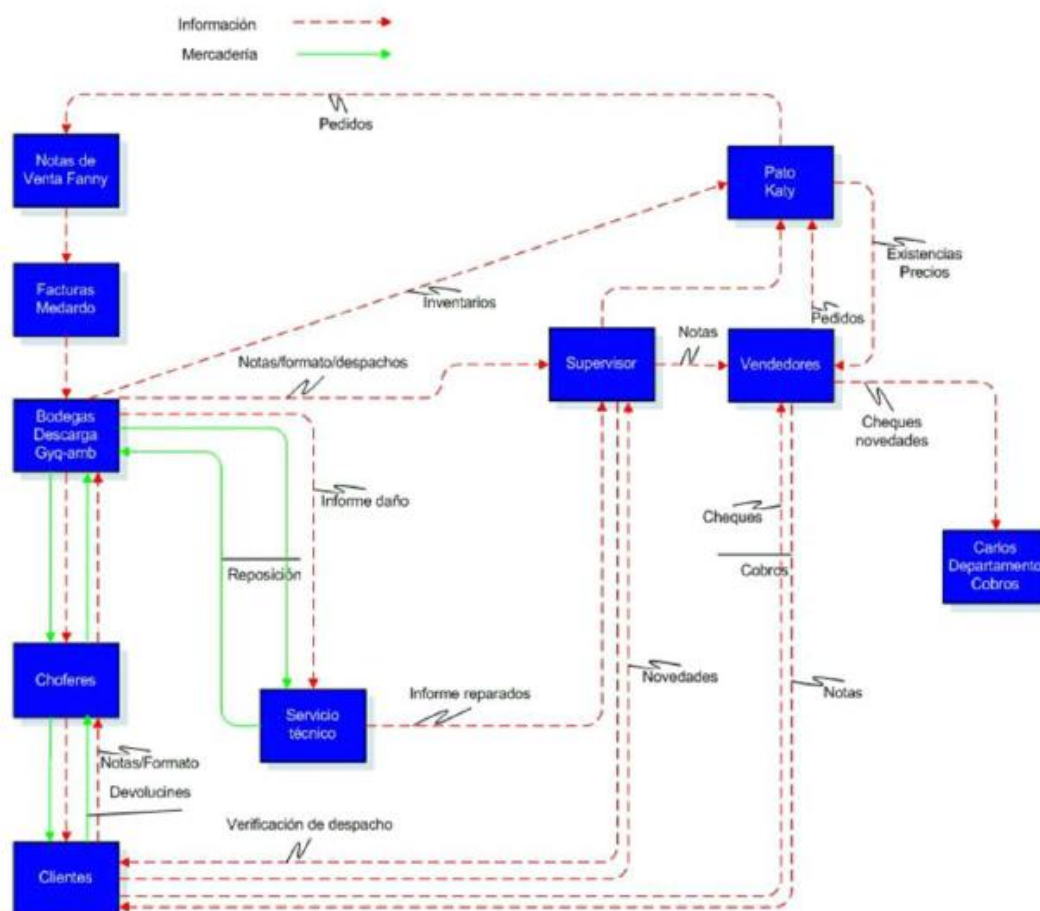 Información
Mercadería
Pedidos
Notas de
Venta Fanny
Pato
Katy
Existencias
Precios
Facturas
Medardo
Inventarios
Pedidos
Notas
Notas/formato/despachos
Supervisor
Vendedores
Bodegas
Descarga
Gyq-amb
Cheques
novedades
Informe daño
Cheques
Reposición
Cobros
Carlos
Departamento
Cobros
Choferes
Novedades
Notas
Informe reparados
Servicio
técnico
Notas/Formato
Devolucines
Verificación de despacho
Clientes